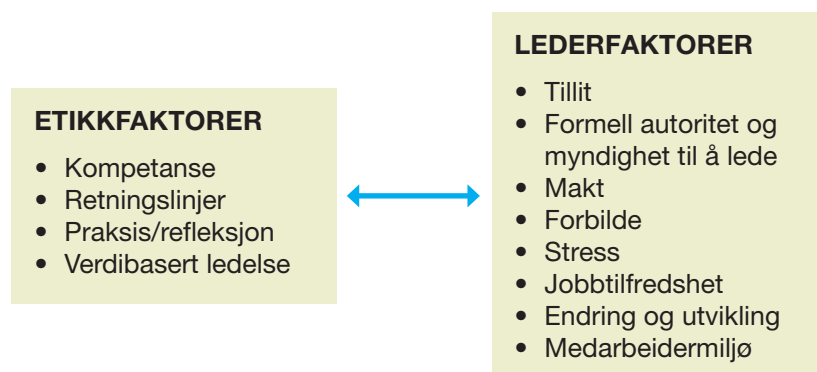 ETIKKFAKTORER
• Kompetanse
• Retningslinjer
• Praksis/refleksjon
• Verdibasert ledelse
LEDERFAKTORER
• Tillit
• Formell autoritet og
myndighet til å lede
• Makt
• Forbilde
• Stress
• Jobbtilfredshet
• Endring og utvikling
• Medarbeidermiljø